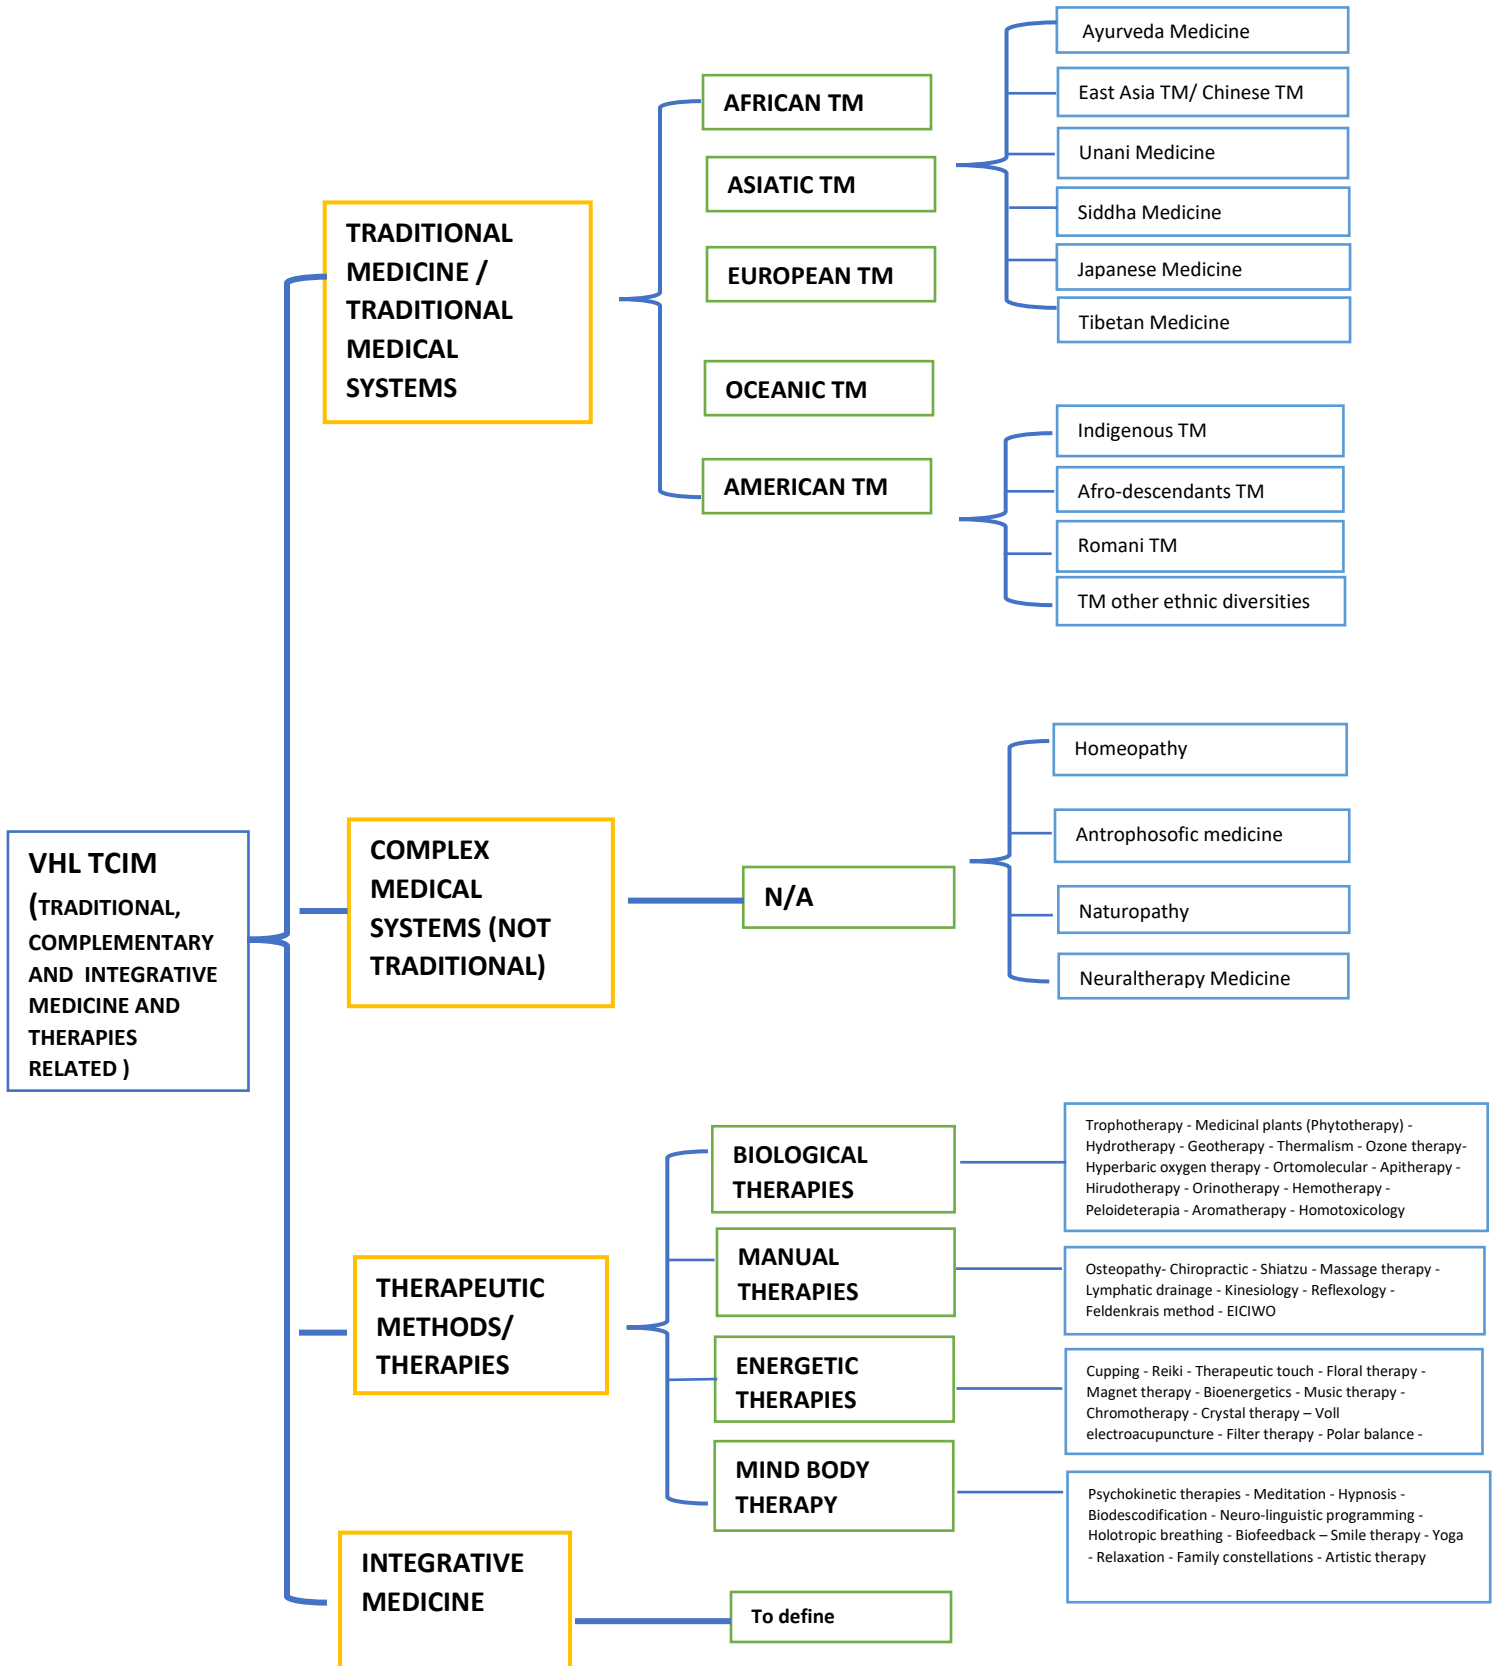 VHL TCIM
(TRADITIONAL,
COMPLEMENTARY
AND INTEGRATIVE
MEDICINE AND
THERAPIES
RELATED )
TRADITIONAL
MEDICINE /
TRADITIONAL
MEDICAL
SYSTEMS
AFRICAN TM
ASIATIC TM
EUROPEAN TM
OCEANIC TM
AMERICAN TM
Ayurveda Medicine
East Asia TM/ Chinese TM
Unani Medicine
Siddha Medicine
Japanese Medicine
Tibetan Medicine
Indigenous TM
Afro-descendants TM
Romani TM
TM other ethnic diversities
COMPLEX
MEDICAL
SYSTEMS (NOT
TRADITIONAL)
N/A
Homeopathy
Antrophosofic medicine
Naturopathy
Neuraltherapy Medicine
THERAPEUTIC
METHODS/
THERAPIES
BIOLOGICAL
THERAPIES
Trophotherapy - Medicinal plants (Phytotherapy) -
Hydrotherapy - Geotherapy - Thermalism - Ozone therapy-
Hyperbaric oxygen therapy - Ortomolecular - Apitherapy -
Hirudotherapy - Orinotherapy - Hemotherapy -
Peloideterapia - Aromatherapy - Homotoxicology
MANUAL
THERAPIES
Osteopathy- Chiropractic - Shiatzu - Massage therapy -
Lymphatic drainage - Kinesiology - Reflexology -
Feldenkrais method - EICIWO
ENERGETIC
THERAPIES
Cupping - Reiki - Therapeutic touch - Floral therapy -
Magnet therapy - Bioenergetics - Music therapy -
Chromotherapy - Crystal therapy – Voll
electroacupuncture - Filter therapy - Polar balance -
MIND BODY
THERAPY
Psychokinetic therapies - Meditation - Hypnosis -
Biodescodification - Neuro-linguistic programming -
Holotropic breathing - Biofeedback – Smile therapy - Yoga
- Relaxation - Family constellations - Artistic therapy
INTEGRATIVE
MEDICINE
To define